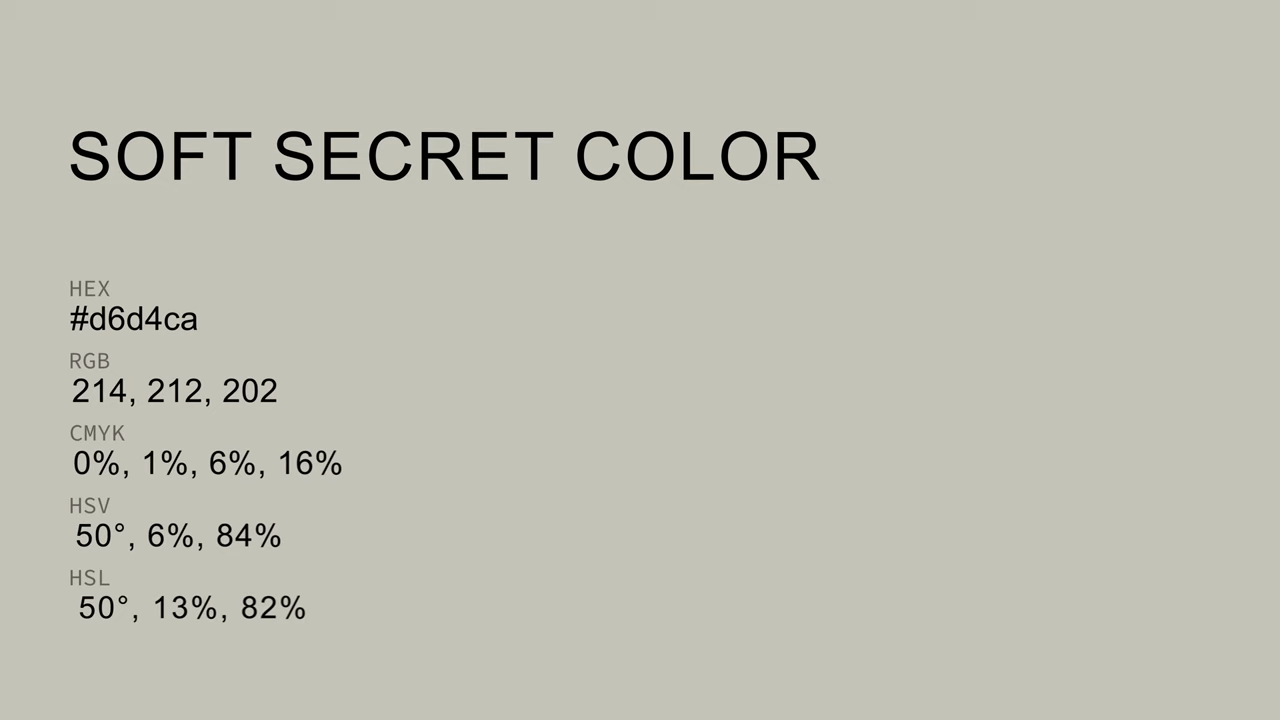 SOFT SECRET COLOR
HEX
#d6d4ca
RGB
214, 212, 202
CMYK
0%, 1%, 6%, 16%
HSV
50°, 6%, 84%
HSL
50°, 13%, 82%